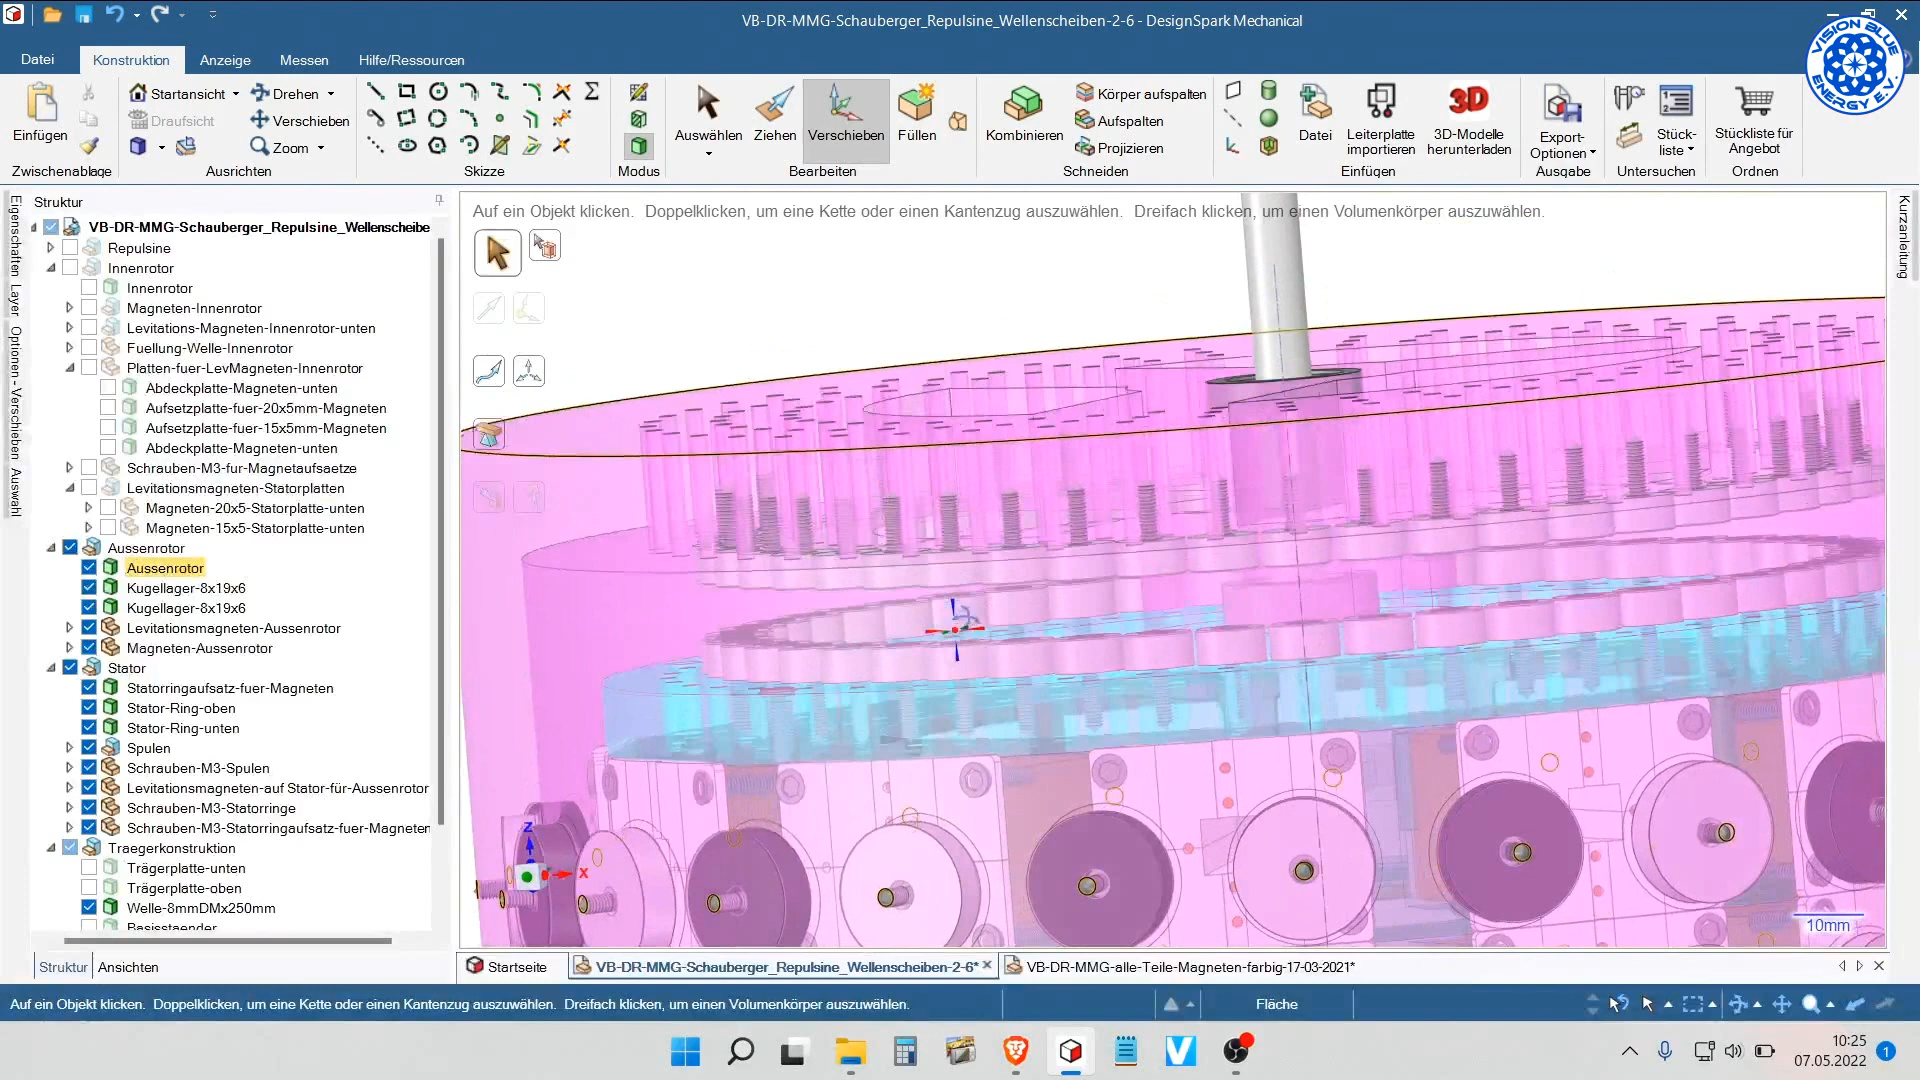 VB-DR-MMG-Schauberger_Repulsine_Wellenscheiben-2-6 - DesignSpark Mechanical
VISION BLUE ENERGY E.V.
Datei Konstruktion Anzeige Messen Hilfe/Ressourcen
Einfügen
Zwischenablage
Startansicht
Draufsicht
Drehen
Verschieben
Zoom
Ausrichten
Skizze
Modus
Auswählen
Ziehen
Verschieben
Füllen
Bearbeiten
Kombinieren
Körper aufspalten
Aufspalten
Projizieren
Schneiden
Datei
Leiterplatte importieren
3D
3D-Modelle herunterladen
Einfügen
Export-Optionen
Ausgabe
Stück-liste
Untersuchen
Stückliste für Angebot
Ordnen
Eigenschaften
Layer
Optionen - Verschieben
Auswahl
Struktur
VB-DR-MMG-Schauberger_Repulsine_Wellenscheibe
Repulsine
Innenrotor
Innenrotor
Magneten-Innenrotor
Levitations-Magneten-Innenrotor-unten
Fuellung-Welle-Innenrotor
Platten-fuer-LevMagneten-Innenrotor
Abdeckplatte-Magneten-unten
Aufsetzplatte-fuer-20x5mm-Magneten
Aufsetzplatte-fuer-15x5mm-Magneten
Abdeckplatte-Magneten-unten
Schrauben-M3-fur-Magnetaufsaetze
Levitationsmagneten-Statorplatten
Magneten-20x5-Statorplatte-unten
Magneten-15x5-Statorplatte-unten
Aussenrotor
Aussenrotor
Kugellager-8x19x6
Kugellager-8x19x6
Levitationsmagneten-Aussenrotor
Magneten-Aussenrotor
Stator
Statorringaufsatz-fuer-Magneten
Stator-Ring-oben
Stator-Ring-unten
Spulen
Schrauben-M3-Spulen
Levitationsmagneten-auf Stator-für-Aussenrotor
Schrauben-M3-Statorringe
Schrauben-M3-Statorringaufsatz-fuer-Magneten
Traegerkonstruktion
Trägerplatte-unten
Trägerplatte-oben
Welle-8mmDMx250mm
Basisstaender
Struktur Ansichten
Auf ein Objekt klicken. Doppelklicken, um eine Kette oder einen Kantenzug auszuwählen. Dreifach klicken, um einen Volumenkörper auszuwählen.
Z
X
10mm
Kurzanleitung
Startseite
VB-DR-MMG-Schauberger_Repulsine_Wellenscheiben-2-6*
VB-DR-MMG-alle-Teile-Magneten-farbig-17-03-2021*
Auf ein Objekt klicken. Doppelklicken, um eine Kette oder einen Kantenzug auszuwählen. Dreifach klicken, um einen Volumenkörper auszuwählen.
Fläche
10:25
07.05.2022
1